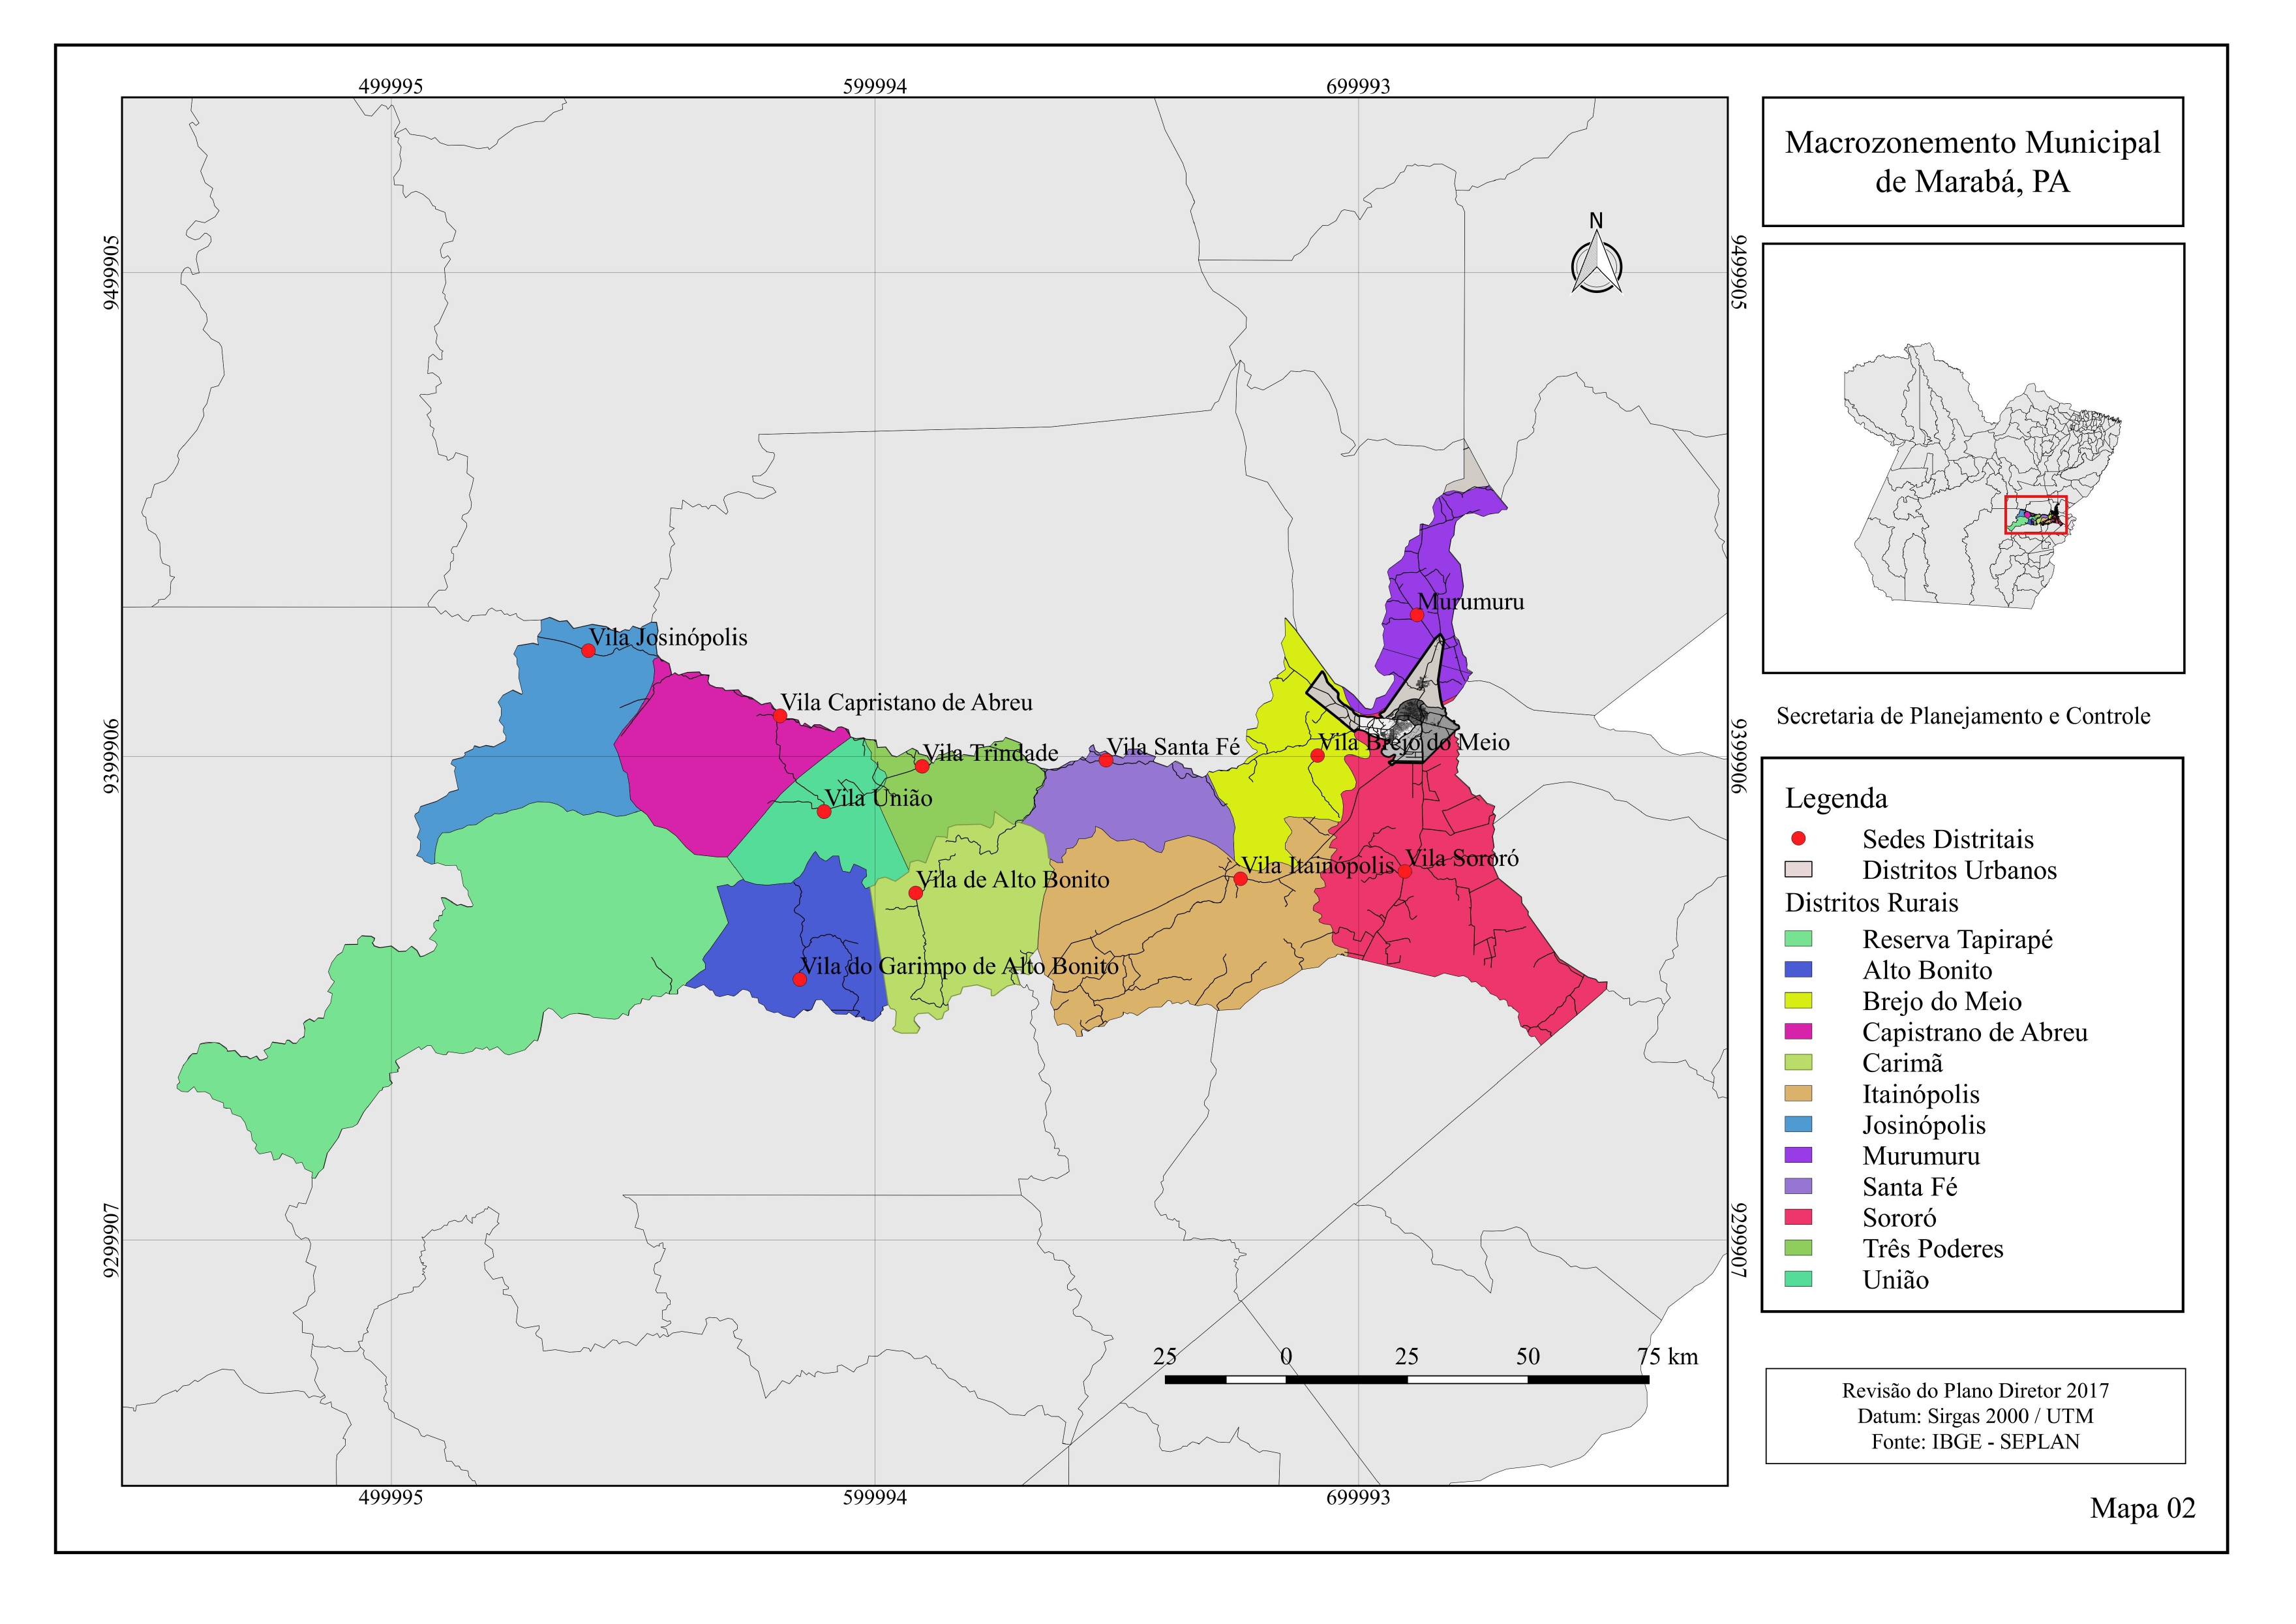 499995
599994
699993
9499905
9499905
9399906
9399906
9299907
9299907
499995
599994
699993
N
Murumuru
Vila Josinópolis
Vila Capristano de Abreu
Vila Trindade
Vila Santa Fé
Vila Brejo do Meio
Vila União
Vila Itainópolis
Vila Sororó
Vila de Alto Bonito
Vila do Garimpo de Alto Bonito
25 0 25 50 75 km
Macrozonemento Municipal
de Marabá, PA
Secretaria de Planejamento e Controle
Legenda
Sedes Distritais
Distritos Urbanos
Distritos Rurais
Reserva Tapirapé
Alto Bonito
Brejo do Meio
Capistrano de Abreu
Carimã
Itainópolis
Josinópolis
Murumuru
Santa Fé
Sororó
Três Poderes
União
Revisão do Plano Diretor 2017
Datum: Sirgas 2000 / UTM
Fonte: IBGE - SEPLAN
Mapa 02